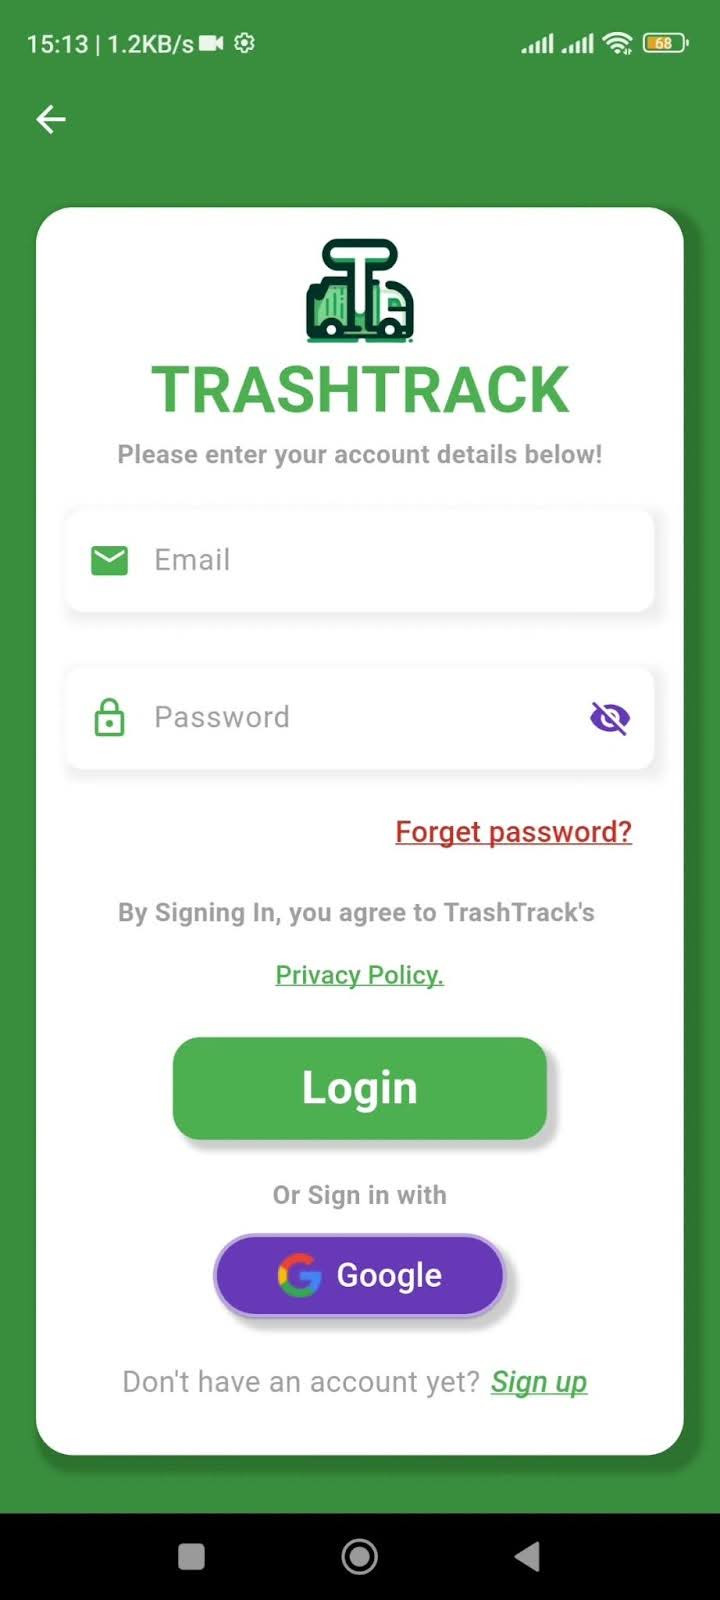 15:13 | 1.2KB/s
68
TRASHTRACK
Please enter your account details below!
Email
Password
Forget password?
By Signing In, you agree to TrashTrack's
Privacy Policy.
Login
Or Sign in with
Google
Don't have an account yet? Sign up